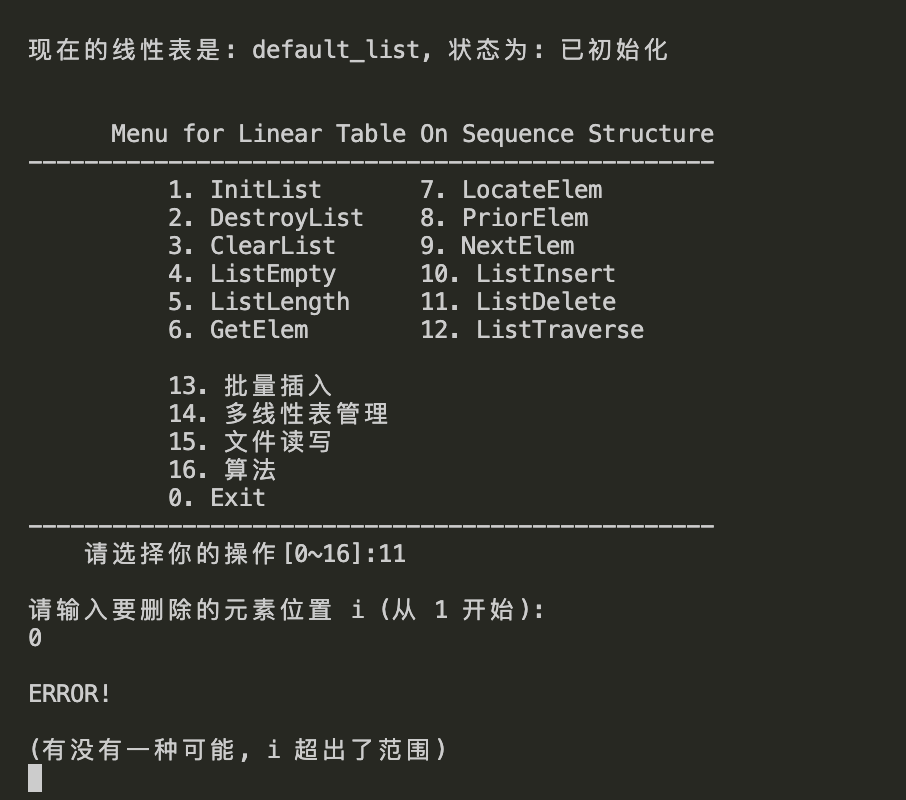 现在的线性表是: default_list, 状态为: 已初始化
Menu for Linear Table On Sequence Structure
-------------------------------------------------
1. InitList 7. LocateElem
2. DestroyList 8. PriorElem
3. ClearList 9. NextElem
4. ListEmpty 10. ListInsert
5. ListLength 11. ListDelete
6. GetElem 12. ListTraverse
13. 批量插入
14. 多线性表管理
15. 文件读写
16. 算法
0. Exit
-------------------------------------------------
请选择你的操作[0~16]:11
请输入要删除的元素位置 i (从 1 开始):
0
ERROR!
(有没有一种可能, i 超出了范围)